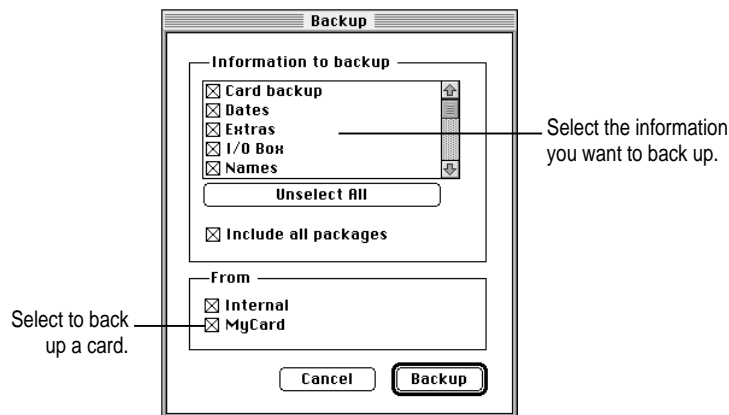 Backup
Information to backup
Card backup
Dates
Extras
I/O Box
Names
Select the information
you want to back up.
Unselect All
Include all packages
From
Internal
MyCard
Select to back
up a card.
Cancel
Backup